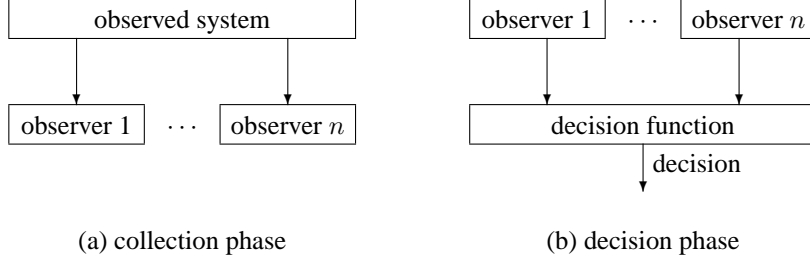 observed system
observer 1 · · · observer n
(a) collection phase
observer 1 · · · observer n
decision function
decision
(b) decision phase